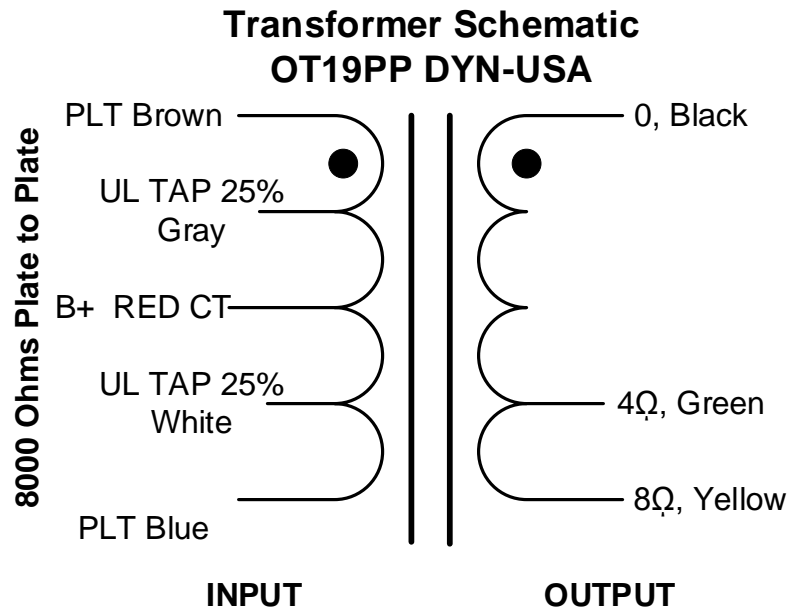 Transformer Schematic
OT19PP DYN-USA
8000 Ohms Plate to Plate
PLT Brown
UL TAP 25%
Gray
B+ RED CT
UL TAP 25%
White
PLT Blue
0, Black
4Ω, Green
8Ω, Yellow
INPUT
OUTPUT